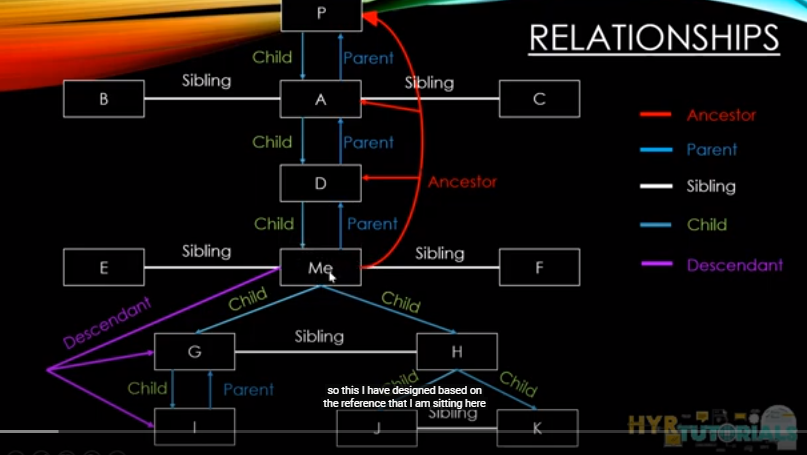 P
RELATIONSHIPS
Child Parent
Sibling Sibling
B A C
Ancestor
Child Parent
Parent
D Ancestor
Sibling
Child Parent
Child
Sibling Sibling
E Me F
Descendant
Descendant
Child Child
Sibling
G H
Child Parent
Child Child
so this I have designed based on
the reference that I am sitting here
Sibling
I J K
HYR
TUTORIALS